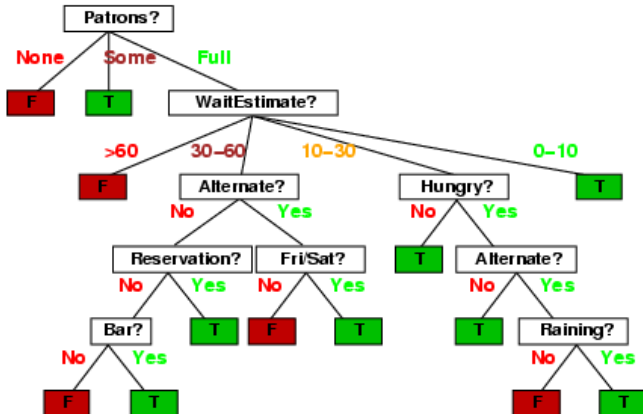 Patrons?
None Some Full
F T WaitEstimate?
>60 30-60 10-30 0-10
F Alternate? Hungry? T
No Yes No Yes
Reservation? Fri/Sat? T Alternate?
No Yes No Yes No Yes
Bar? T F T T Raining?
No Yes No Yes
F T F T